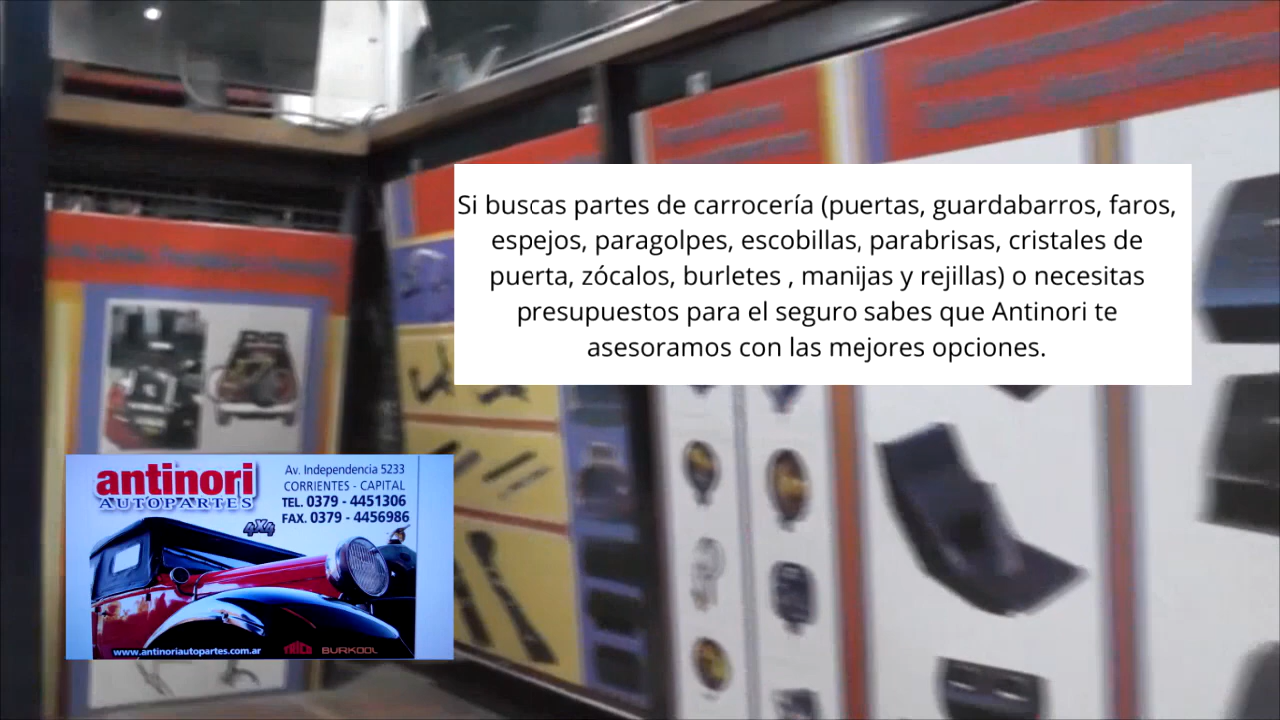 Si buscas partes de carrocería (puertas, guardabarros, faros,
espejos, paragolpes, escobillas, parabrisas, cristales de
puerta, zócalos, burletes , manijas y rejillas) o necesitas
presupuestos para el seguro sabes que Antinori te
asesoramos con las mejores opciones.
antinori
AUTOPARTES
Av. Independencia 5233
CORRIENTES - CAPITAL
TEL. 0379 - 4451306
FAX. 0379 - 4456986
4X4
www.antinoriautopartes.com.ar
TRICO BURKOOL